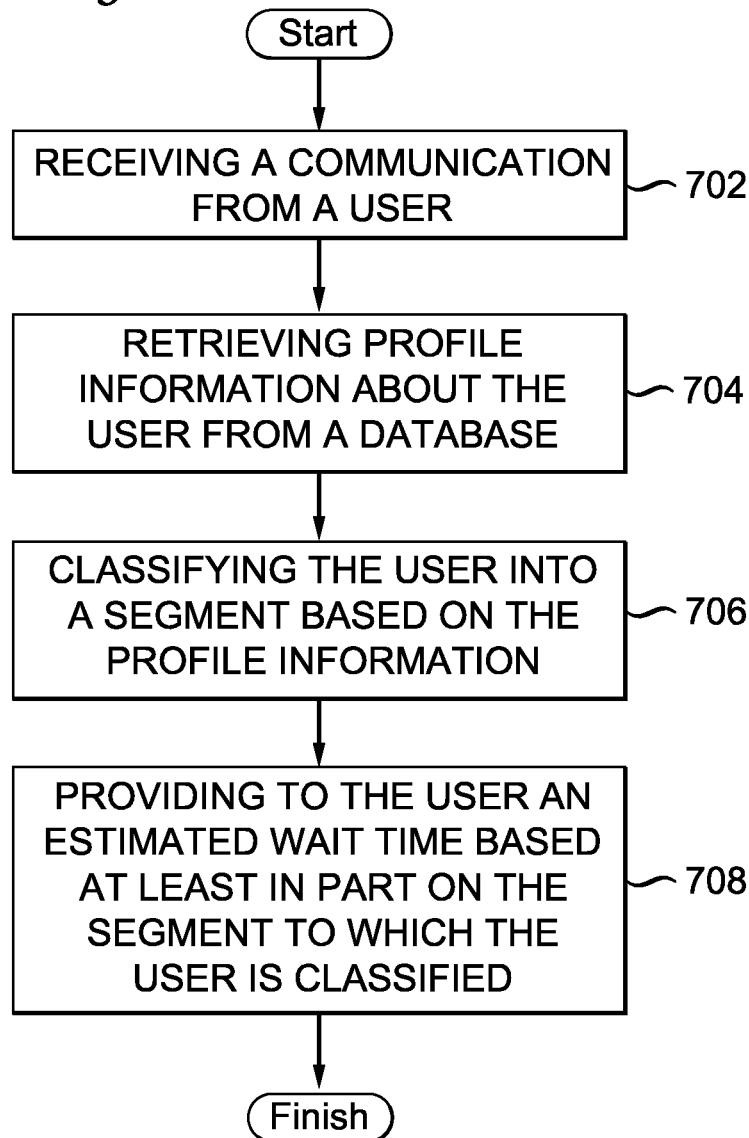 Start
RECEIVING A COMMUNICATION
FROM A USER
702
RETRIEVING PROFILE
INFORMATION ABOUT THE
USER FROM A DATABASE
704
CLASSIFYING THE USER INTO
A SEGMENT BASED ON THE
PROFILE INFORMATION
706
PROVIDING TO THE USER AN
ESTIMATED WAIT TIME BASED
AT LEAST IN PART ON THE
SEGMENT TO WHICH THE
USER IS CLASSIFIED
708
Finish